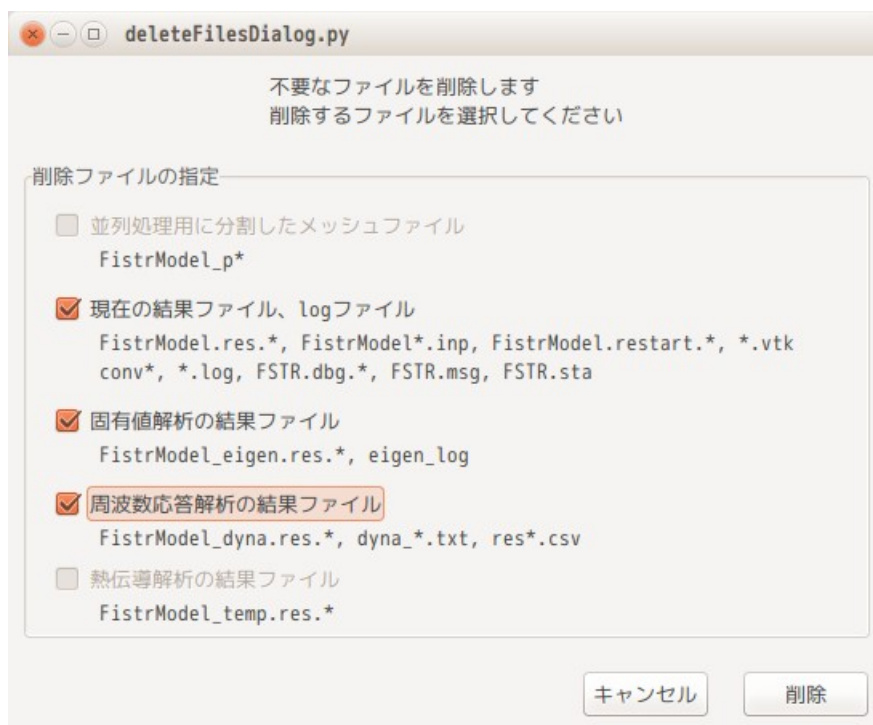 deleteFilesDialog.py
不要なファイルを削除します
削除するファイルを選択してください
削除ファイルの指定
並列処理用に分割したメッシュファイル
FistrModel_p*
現在の結果ファイル、logファイル
FistrModel.res.*, FistrModel*.inp, FistrModel.restart.*, *.vtk
conv*, *.log, FSTR.dbg.*, FSTR.msg, FSTR.sta
固有値解析の結果ファイル
FistrModel_eigen.res.*, eigen_log
周波数応答解析の結果ファイル
FistrModel_dyna.res.*, dyna_*.txt, res*.csv
熱伝導解析の結果ファイル
FistrModel_temp.res.*
キャンセル 削除